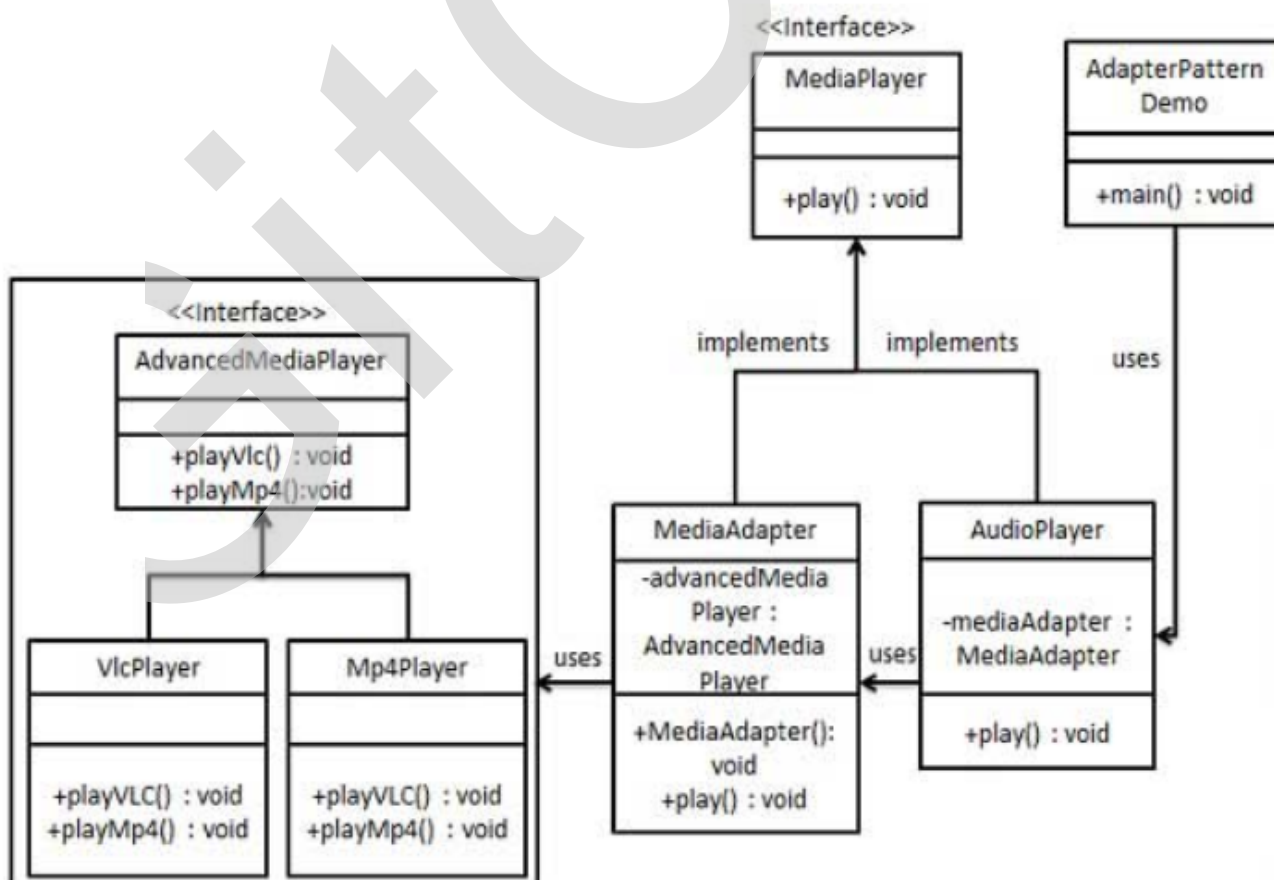 <<Interface>>
MediaPlayer
+play() : void
AdapterPattern
Demo
+main() : void
implements
implements
uses
<<Interface>>
AdvancedMediaPlayer
+playVlc() : void
+playMp4():void
VlcPlayer
+playVLC() : void
+playMp4() : void
Mp4Player
+playVLC() : void
+playMp4() : void
uses
MediaAdapter
-advancedMedia
Player :
AdvancedMedia
Player
+MediaAdapter():
void
+play() : void
uses
AudioPlayer
-mediaAdapter :
MediaAdapter
+play() : void